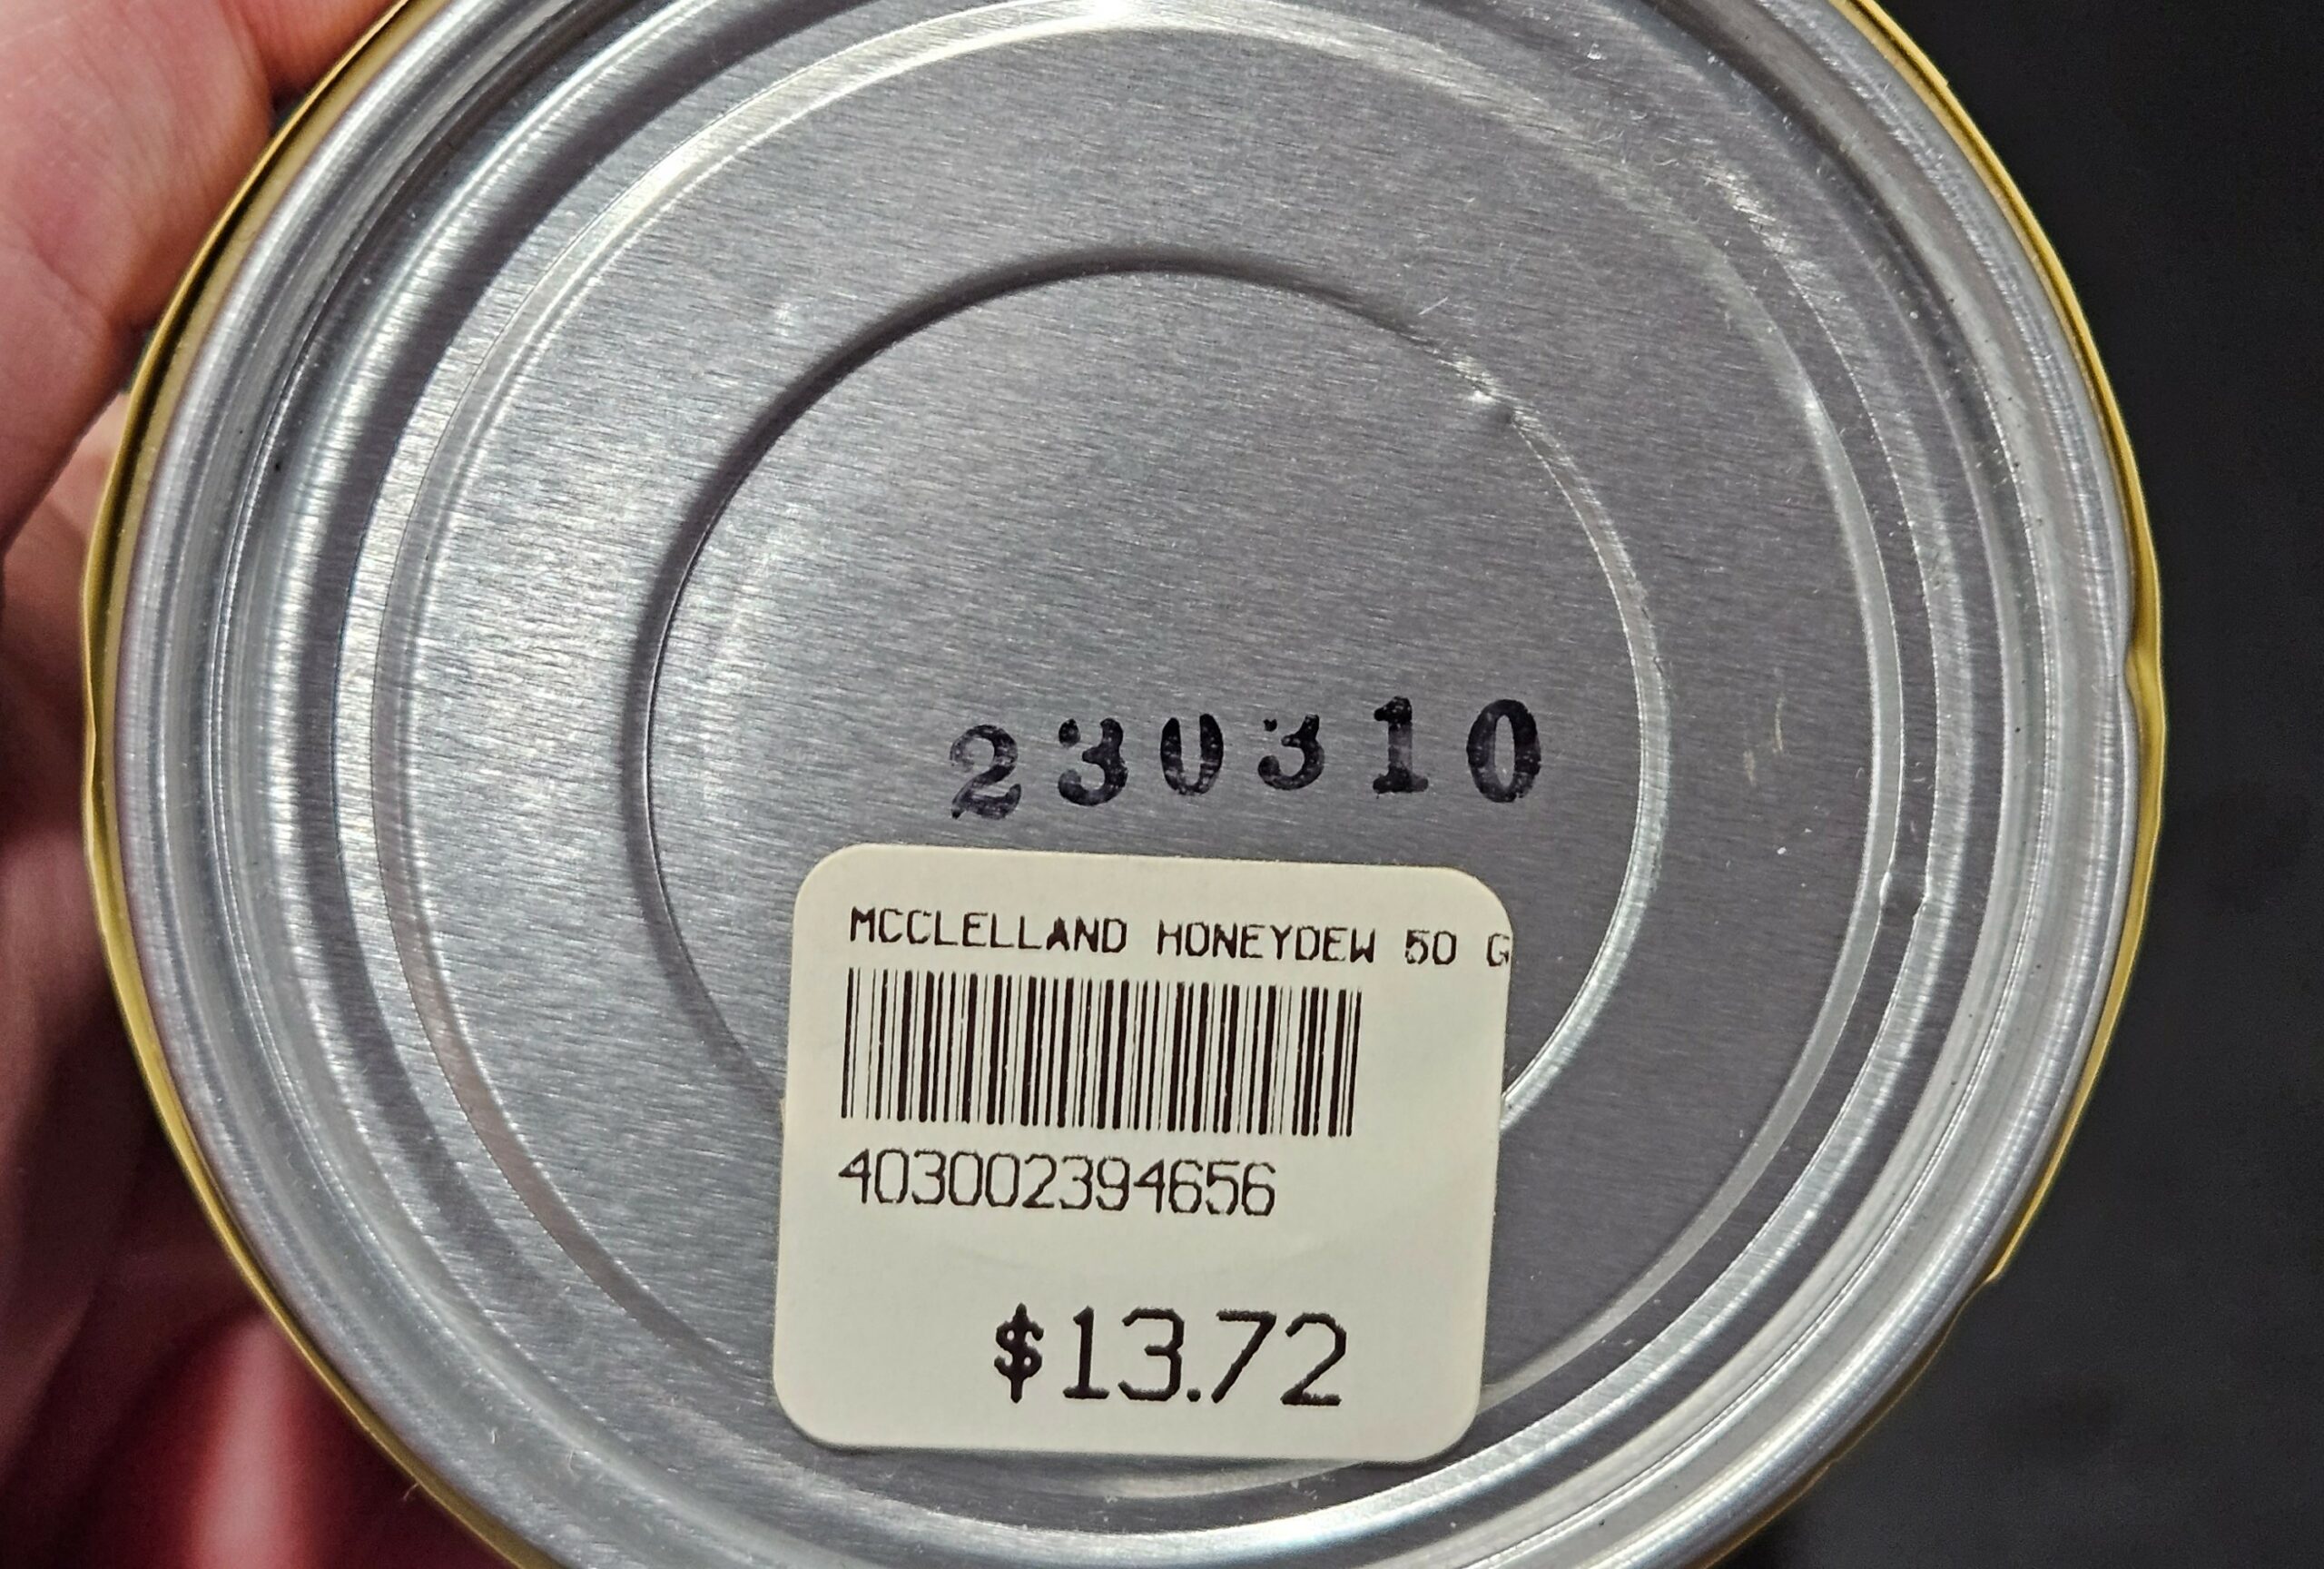 230310
MCCLELLAND HONEYDEW 50 G
403002394656
$13.72